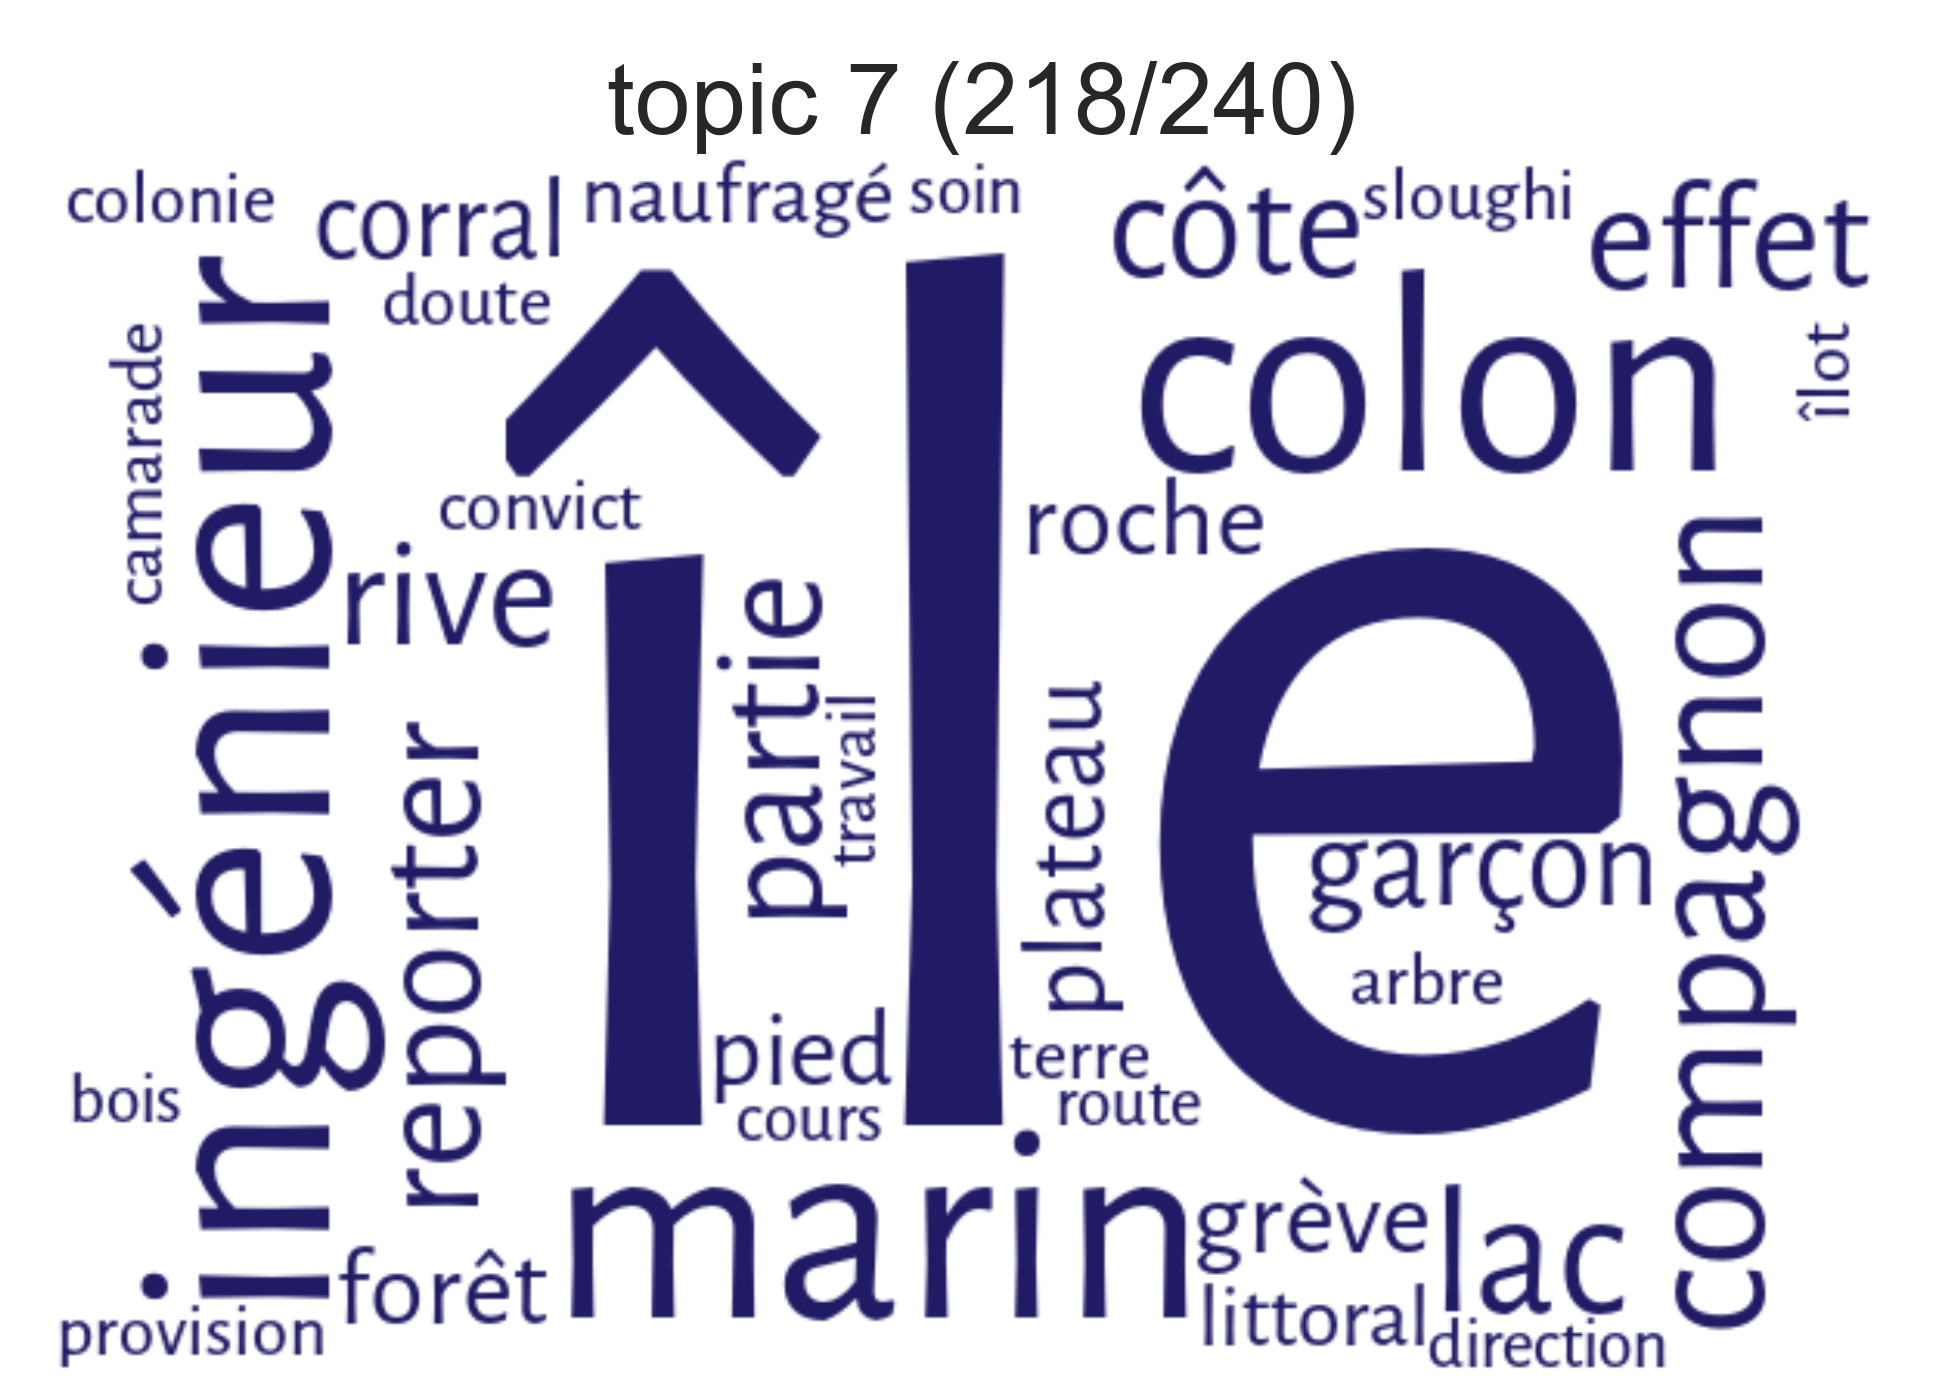 topic 7 (218/240)
colonie
corral
naufragé
soin
côte
sloughi
effet
doute
camarade
ingénieur
île
colon
îlot
convict
roche
rive
partie
travail
reporter
plateau
garçon
compagnon
arbre
pied
terre
bois
cours
route
marin
grève
lac
forêt
littoral
provision
direction